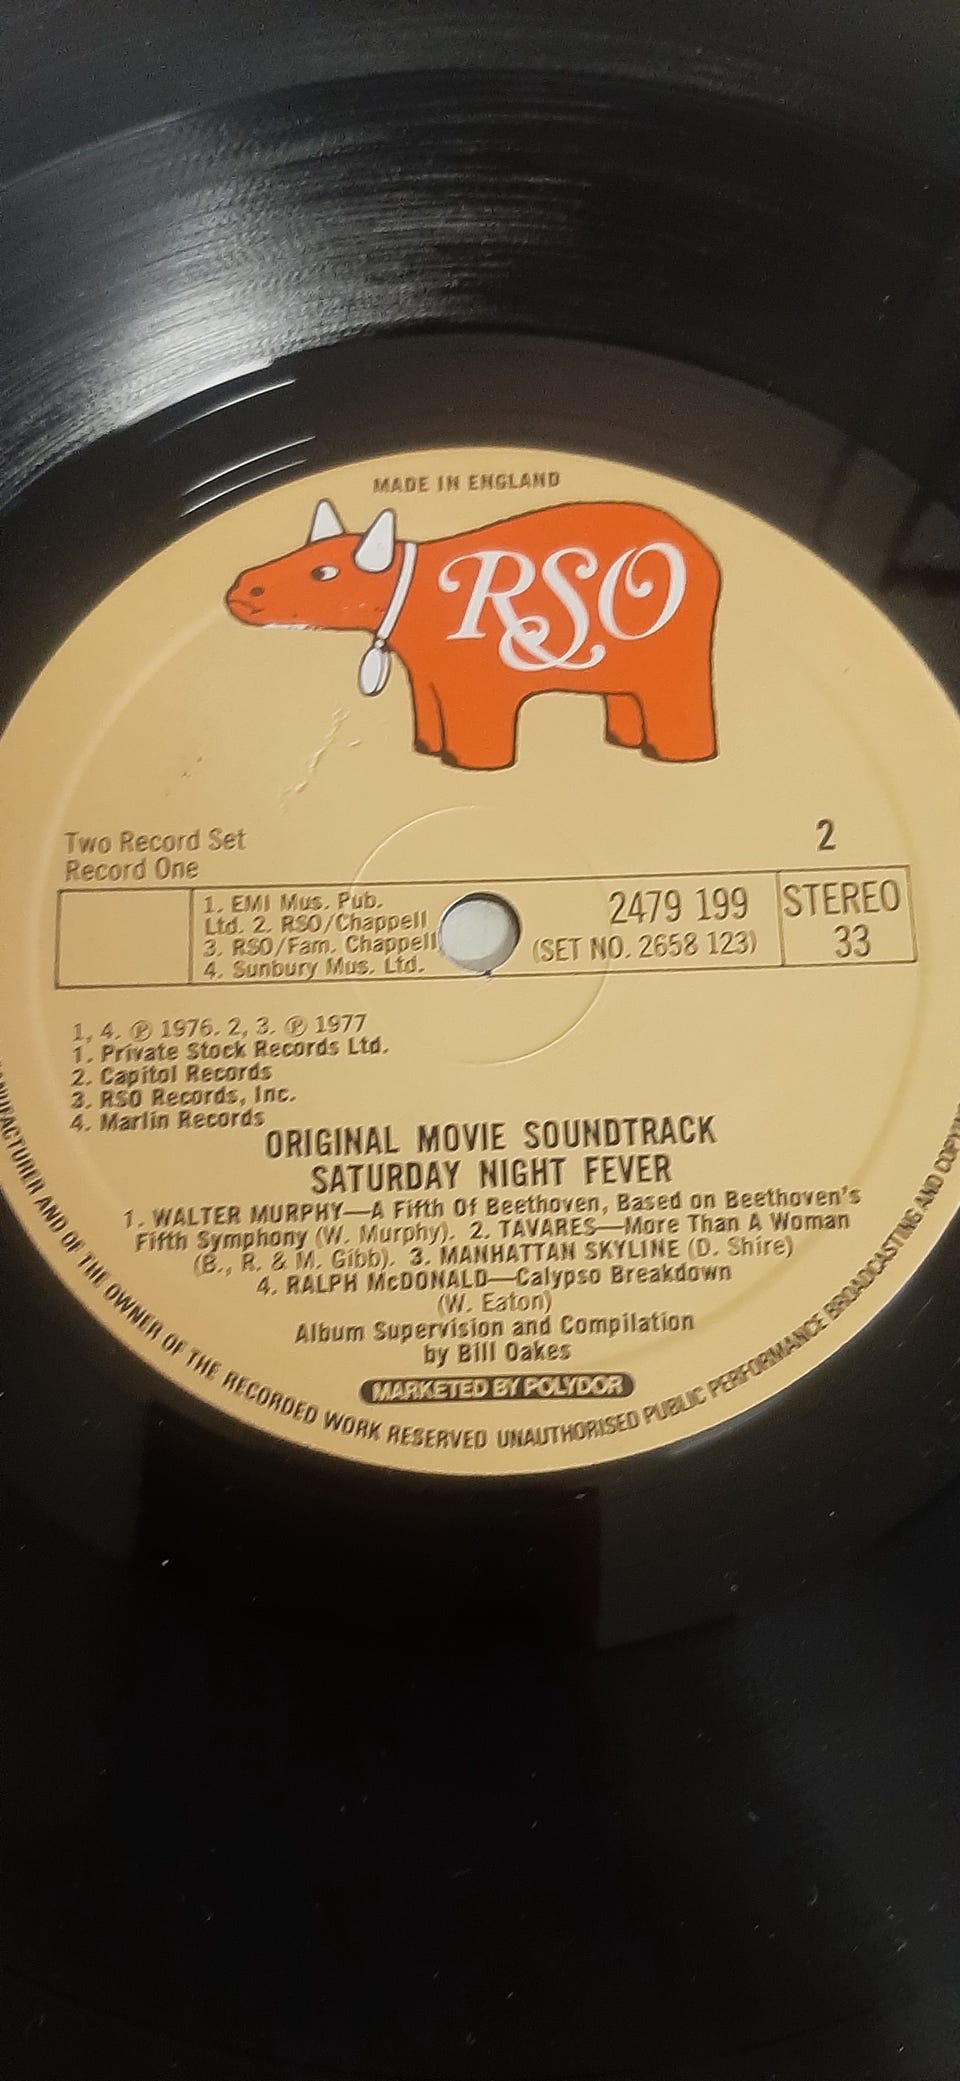 MADE IN ENGLAND
RSO
Two Record Set
Record One
2
1. EMI Mus. Pub.
Ltd. 2. RSO/Chappell
3. RSO/Fam. Chappell
4. Sunbury Mus. Ltd.
2479 199
(SET NO. 2658 123)
STEREO
33
1, 4. ℗ 1976. 2, 3. ℗ 1977
1. Private Stock Records Ltd.
2. Capitol Records
3. RSO Records, Inc.
4. Marlin Records
ORIGINAL MOVIE SOUNDTRACK
SATURDAY NIGHT FEVER
1. WALTER MURPHY—A Fifth Of Beethoven, Based on Beethoven's
Fifth Symphony (W. Murphy). 2. TAVARES—More Than A Woman
(B., R. & M. Gibb). 3. MANHATTAN SKYLINE (D. Shire)
4. RALPH McDONALD—Calypso Breakdown
(W. Eaton)
Album Supervision and Compilation
by Bill Oakes
MARKETED BY POLYDOR
AND OF THE OWNER OF THE RECORDED WORK RESERVED UNAUTHORISED PUBLIC PERFORMANCE BROADCASTING AND